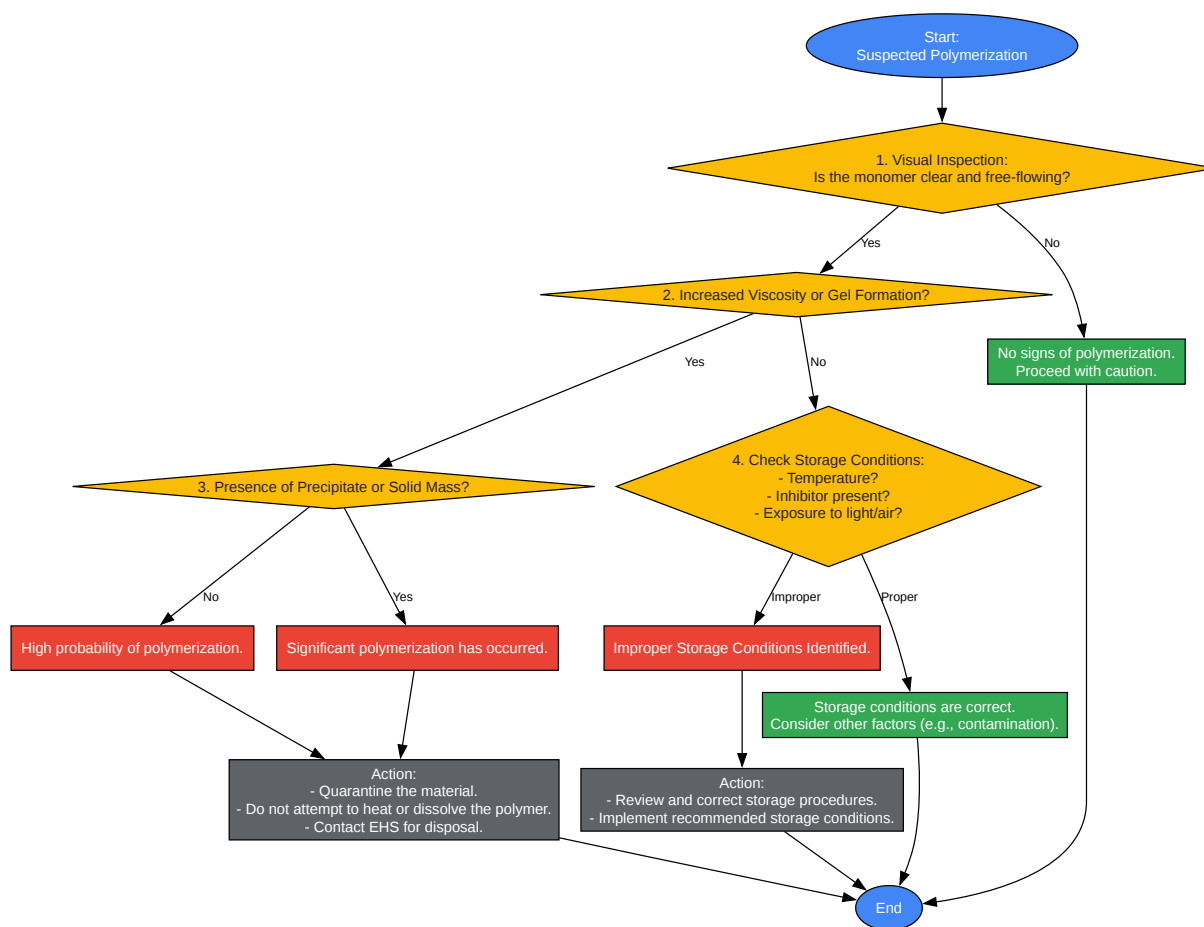 Start:
Suspected Polymerization
1. Visual Inspection:
Is the monomer clear and free-flowing?
Yes
No
2. Increased Viscosity or Gel Formation?
No signs of polymerization.
Proceed with caution.
Yes
No
3. Presence of Precipitate or Solid Mass?
4. Check Storage Conditions:
- Temperature?
- Inhibitor present?
- Exposure to light/air?
No
Yes
Improper
Proper
High probability of polymerization.
Significant polymerization has occurred.
Improper Storage Conditions Identified.
Storage conditions are correct.
Consider other factors (e.g., contamination).
Action:
- Quarantine the material.
- Do not attempt to heat or dissolve the polymer.
- Contact EHS for disposal.
Action:
- Review and correct storage procedures.
- Implement recommended storage conditions.
End